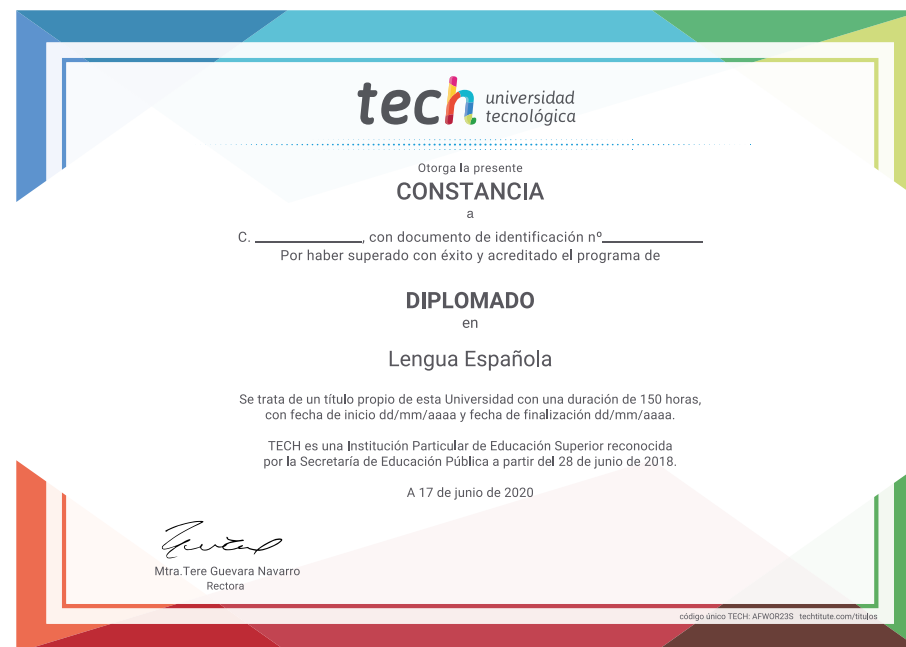 tech universidad
tecnológica
Otorga la presente
CONSTANCIA
a
C. ____________, con documento de identificación nº____________
Por haber superado con éxito y acreditado el programa de
DIPLOMADO
en
Lengua Española
Se trata de un título propio de esta Universidad con una duración de 150 horas,
con fecha de inicio dd/mm/aaaa y fecha de finalización dd/mm/aaaa.
TECH es una Institución Particular de Educación Superior reconocida
por la Secretaría de Educación Pública a partir del 28 de junio de 2018.
A 17 de junio de 2020
Mtra.Tere Guevara Navarro
Rectora
código único TECH: AFWOR23S techtitute.com/titulos